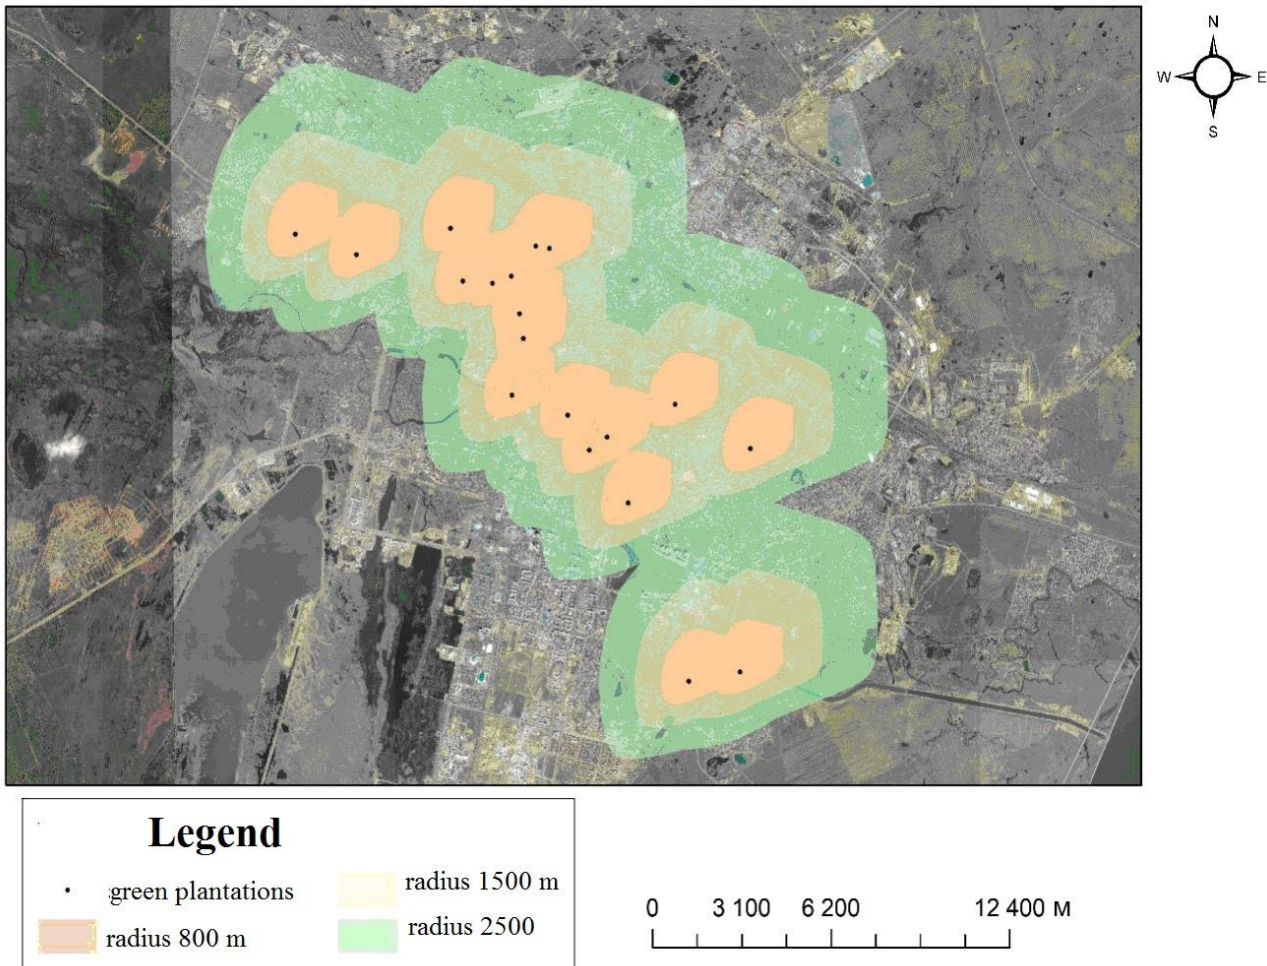 N
W E
S
Legend
green plantations
radius 1500 m
radius 800 m
radius 2500
0 3 100 6 200 12 400 М